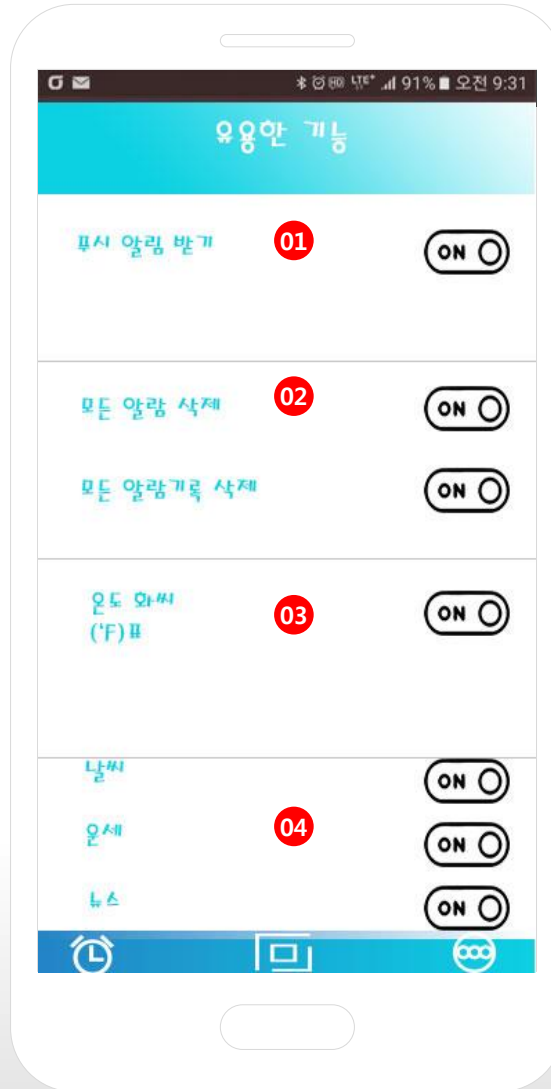 HD LTE+ 91% 오전 9:31
유용한 기능
푸시 알림 받기 01 ON
02
모든 알람 삭제 ON
모든 알람기록 삭제 ON
온도 화씨 03 ON
('F)표
날씨 ON
운세 04 ON
뉴스 ON